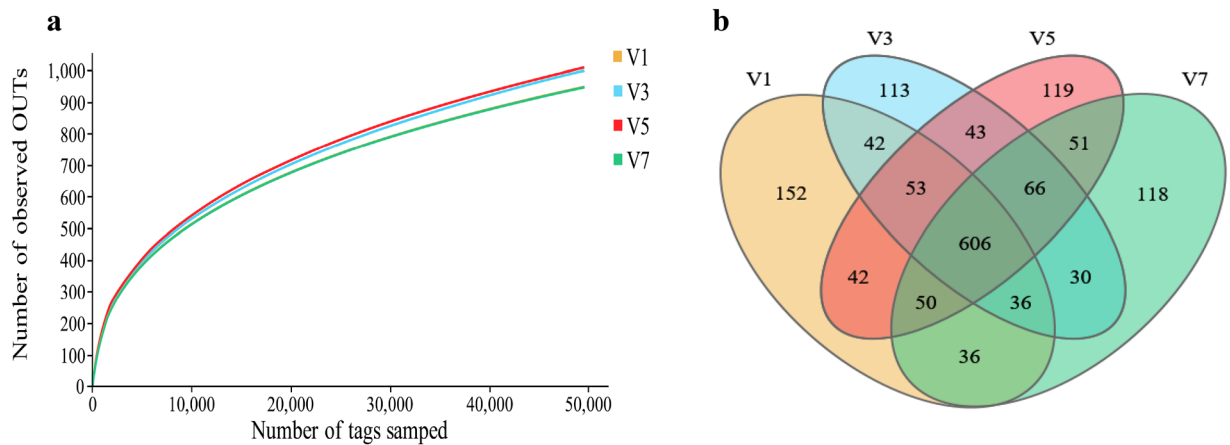 a
Number of observed OUTs
1,000
900
800
700
600
500
400
300
200
100
0
0 10,000 20,000 30,000 40,000 50,000
Number of tags samped
V1
V3
V5
V7
b
V3 V5
V1 V7
113 119
42 43 51
152 53 66 118
606
42 50 36 30
36